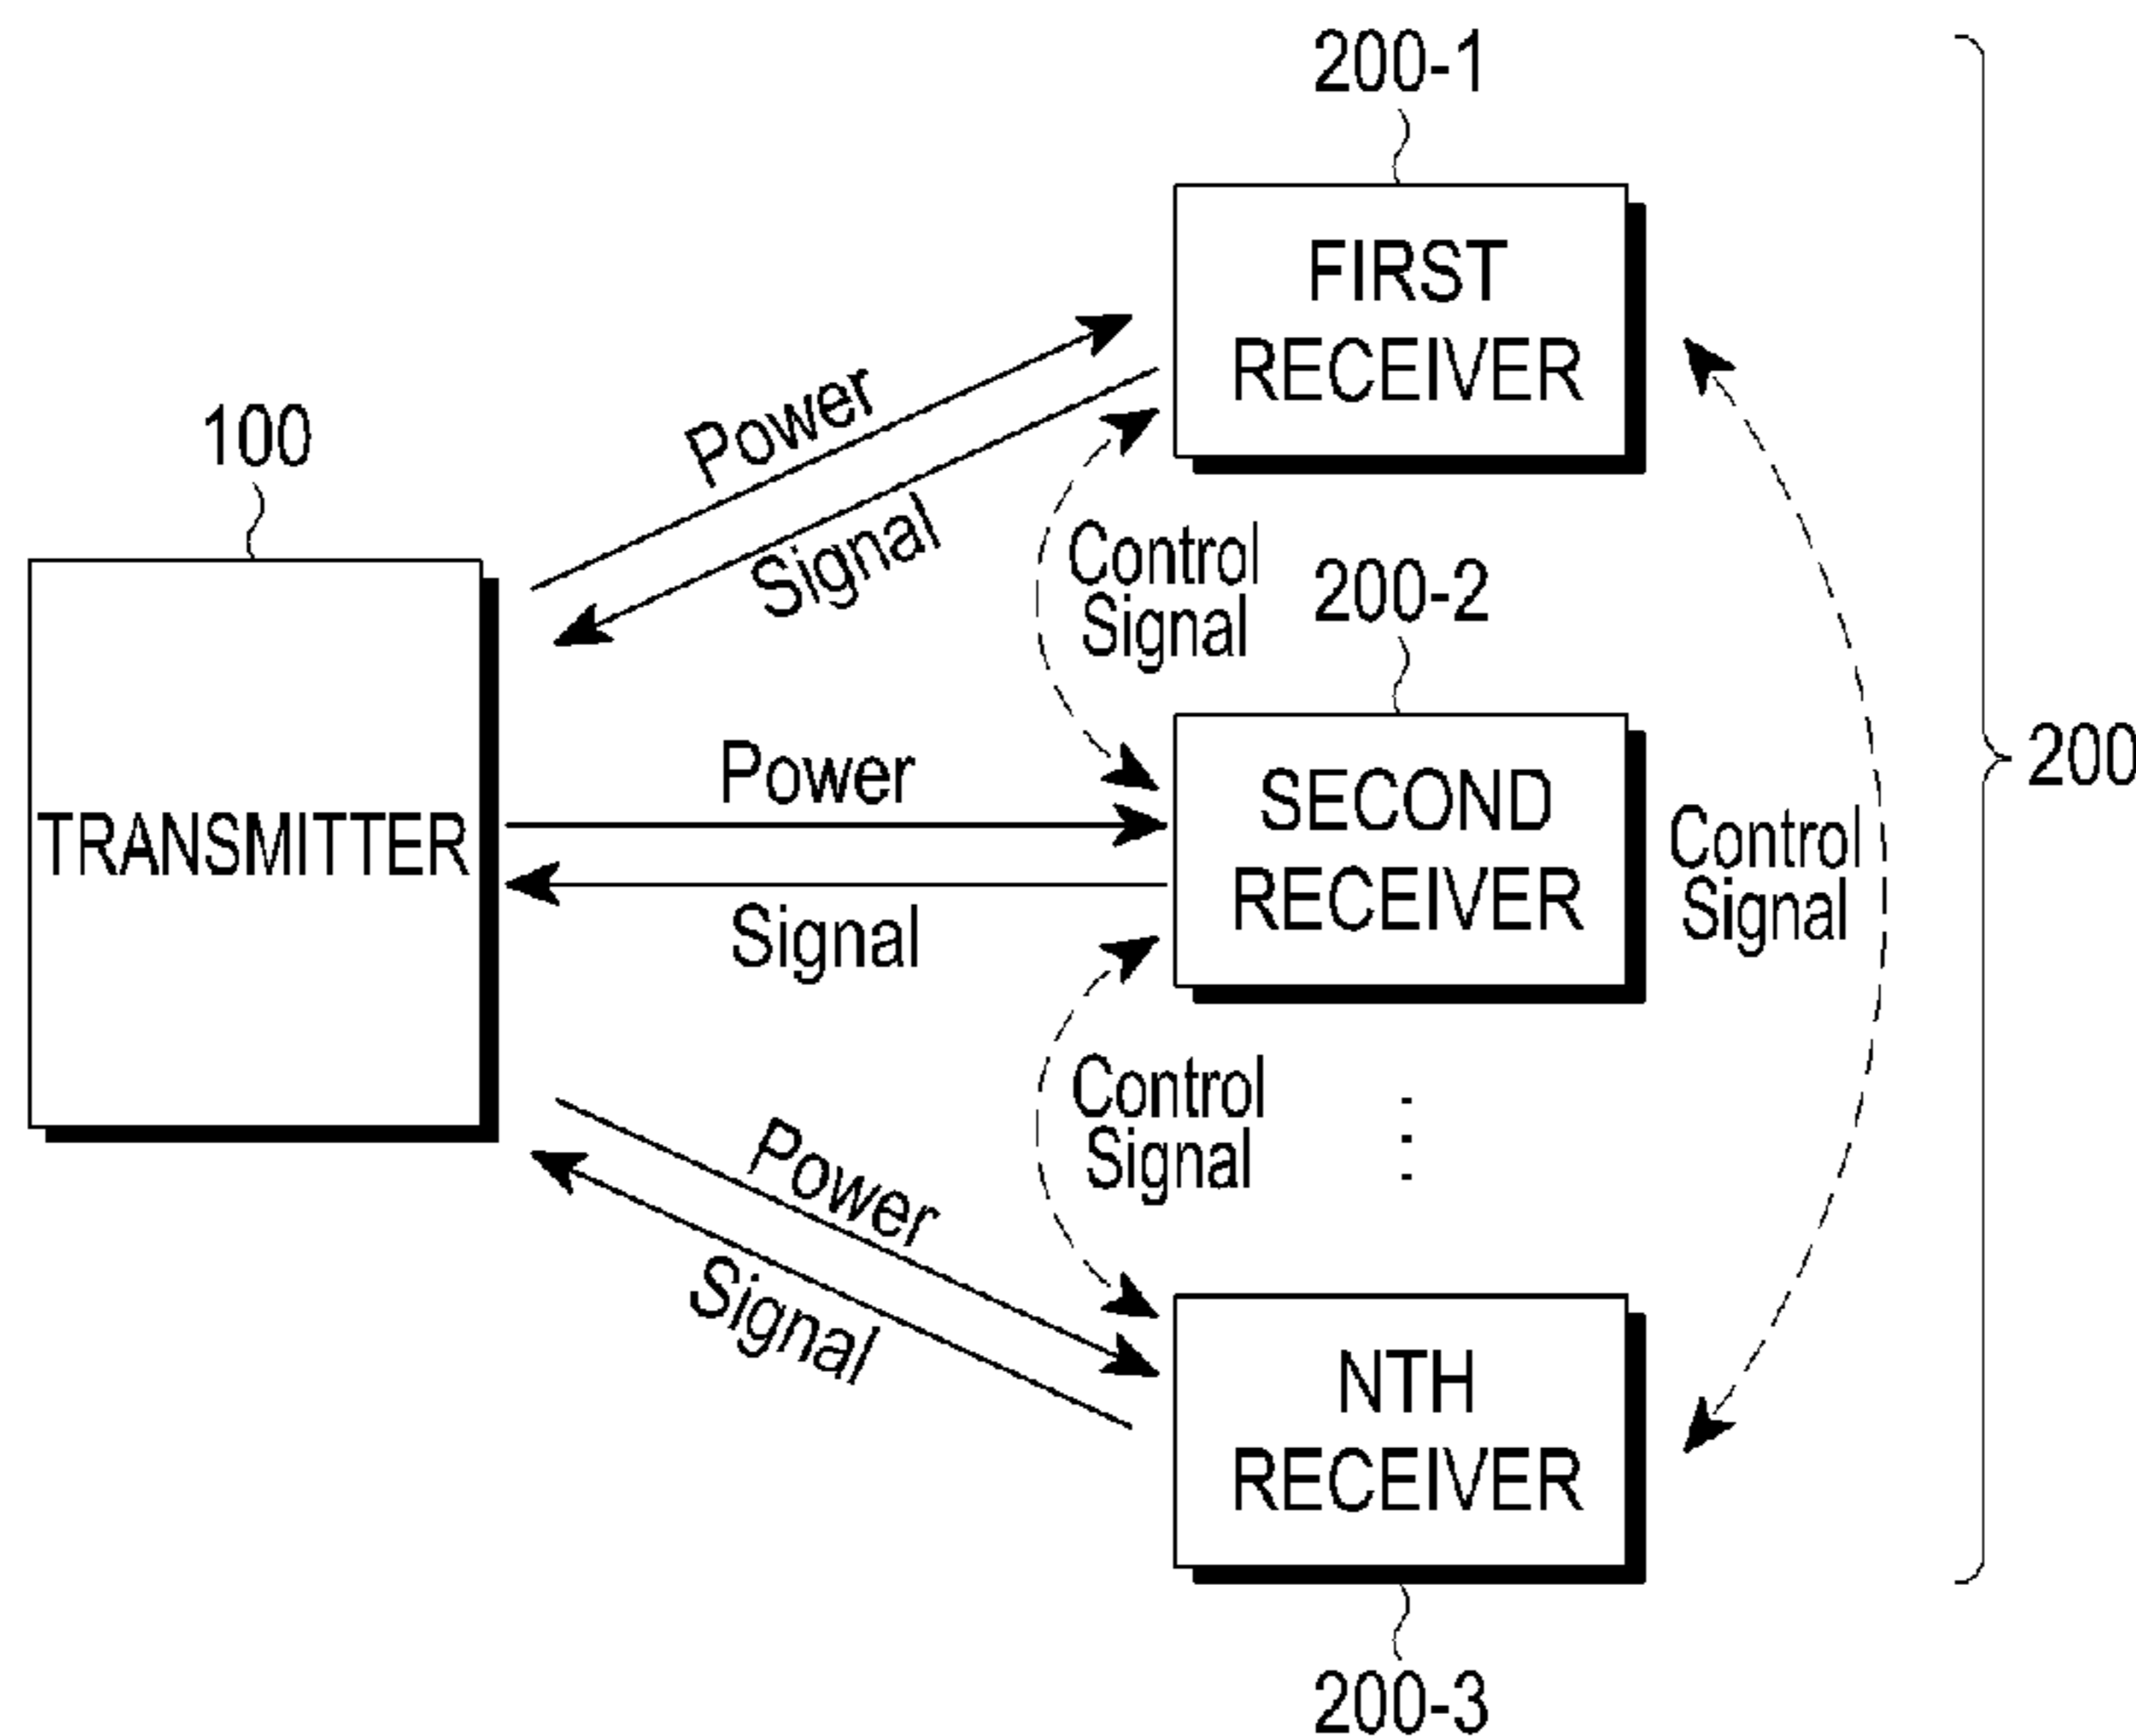 200-1
FIRST
RECEIVER
100
Power
Signal
Control
Signal
200-2
TRANSMITTER
Power
Signal
SECOND
RECEIVER
Control
Signal
200
Control
Signal
Power
Signal
NTH
RECEIVER
200-3